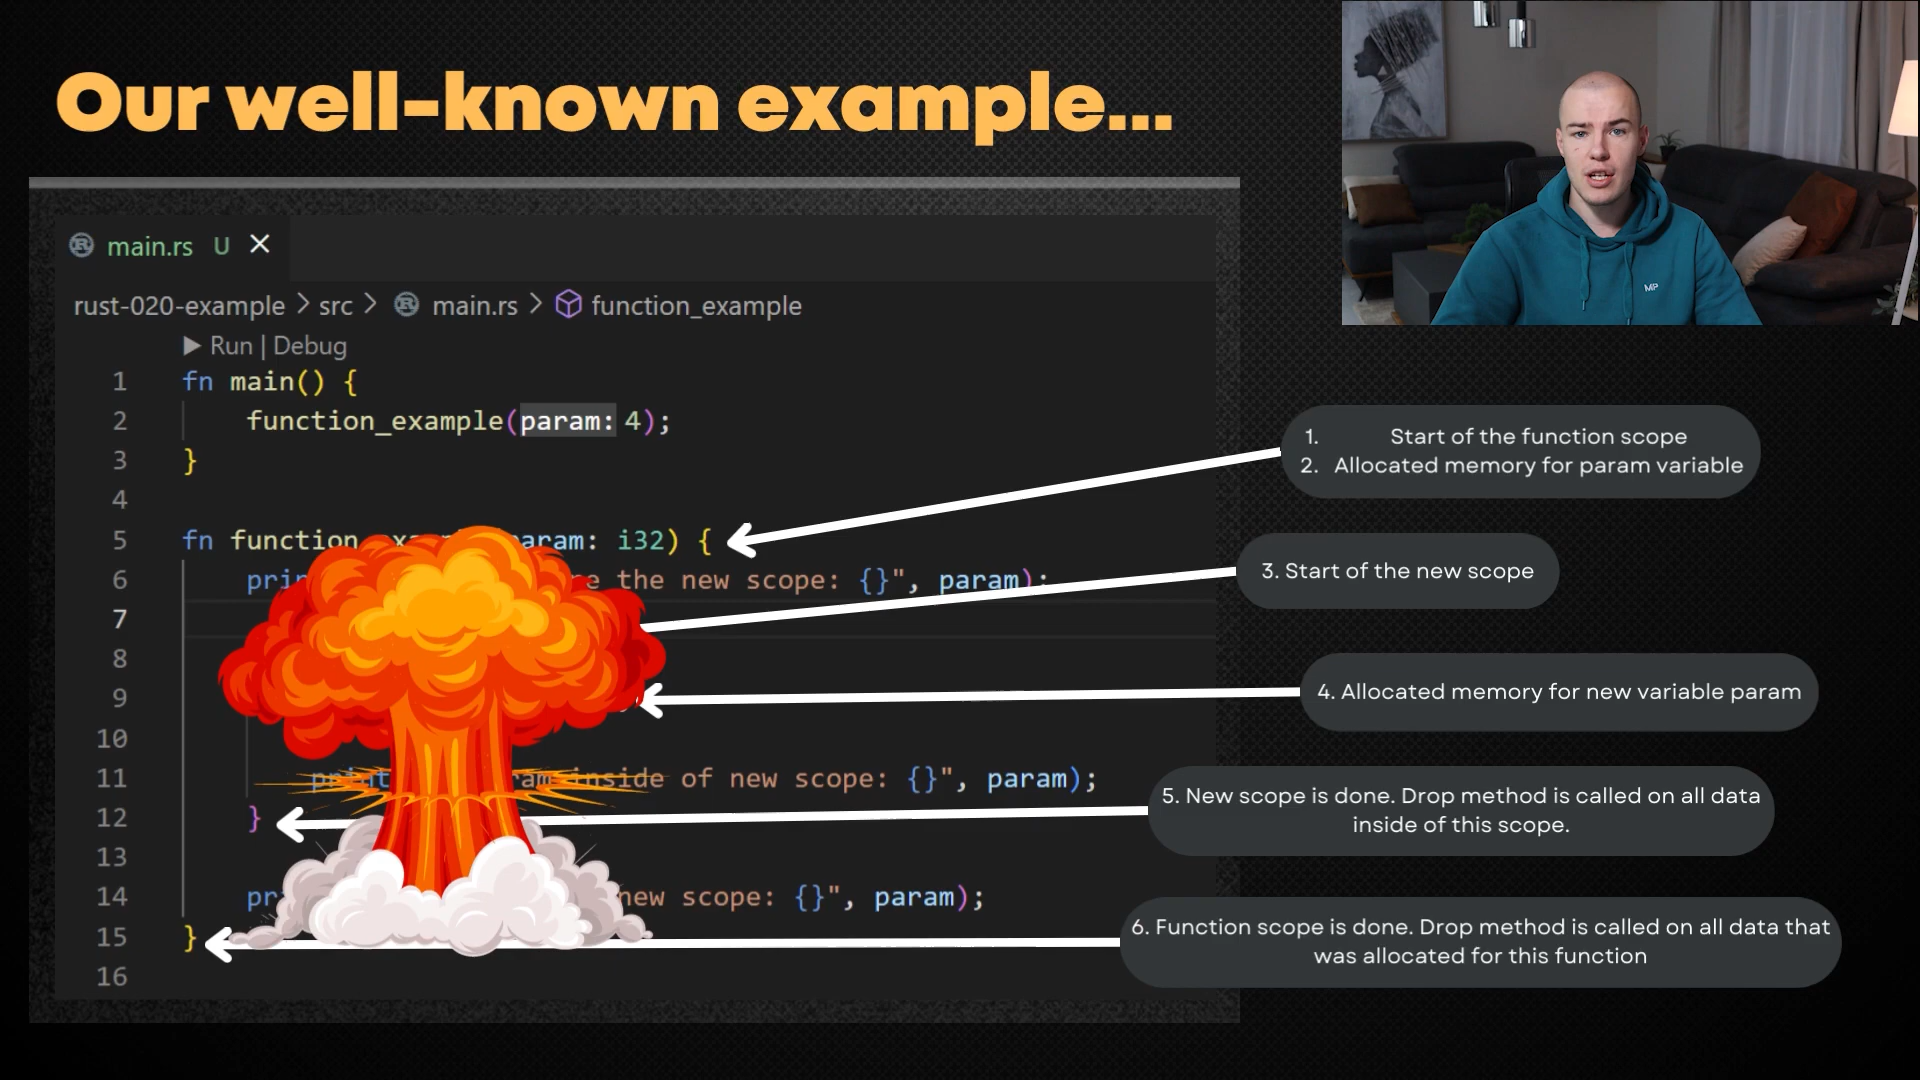 Our well-known example...
MP
main.rs U
rust-020-example > src > main.rs > function_example
Run | Debug
1 fn main() {
2 function_example(param: 4);
3 }
4
5 fn function param: i32) {
6 the new scope: {}", param);
7
8
9
10
11 inside of new scope: {}", param);
12 }
13
14 new scope: {}", param);
15 }
16
1. Start of the function scope
2. Allocated memory for param variable
3. Start of the new scope
4. Allocated memory for new variable param
5. New scope is done. Drop method is called on all data
inside of this scope.
6. Function scope is done. Drop method is called on all data that
was allocated for this function